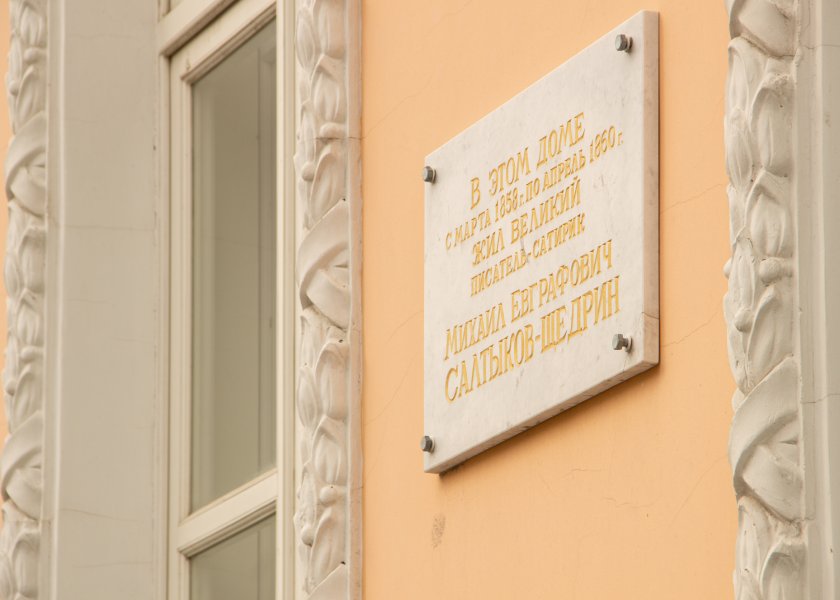 В ЭТОМ ДОМЕ
С МАРТА 1858 г. ПО АПРЕЛЬ 1860 г.
ЖИЛ ВЕЛИКИЙ
ПИСАТЕЛЬ-САТИРИК
МИХАИЛ ЕВГРАФОВИЧ
САЛТЫКОВ-ЩЕДРИН